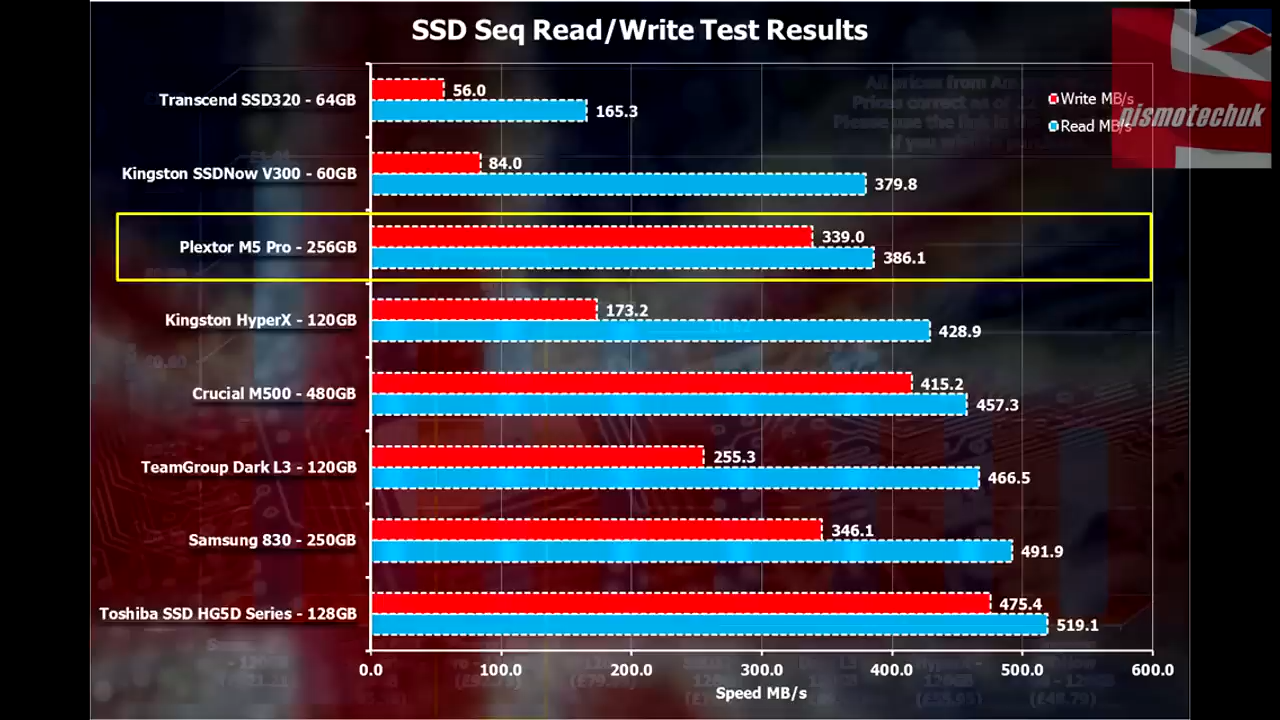 SSD Seq Read/Write Test Results
pismotechuk
Write MB/s
Read MB/s
Transcend SSD320 - 64GB
56.0
165.3
Kingston SSDNow V300 - 60GB
84.0
379.8
Plextor M5 Pro - 256GB
339.0
386.1
Kingston HyperX - 120GB
173.2
428.9
Crucial M500 - 480GB
415.2
457.3
TeamGroup Dark L3 - 120GB
255.3
466.5
Samsung 830 - 250GB
346.1
491.9
Toshiba SSD HG5D Series - 128GB
475.4
519.1
0.0 100.0 200.0 300.0 400.0 500.0 600.0
Speed MB/s